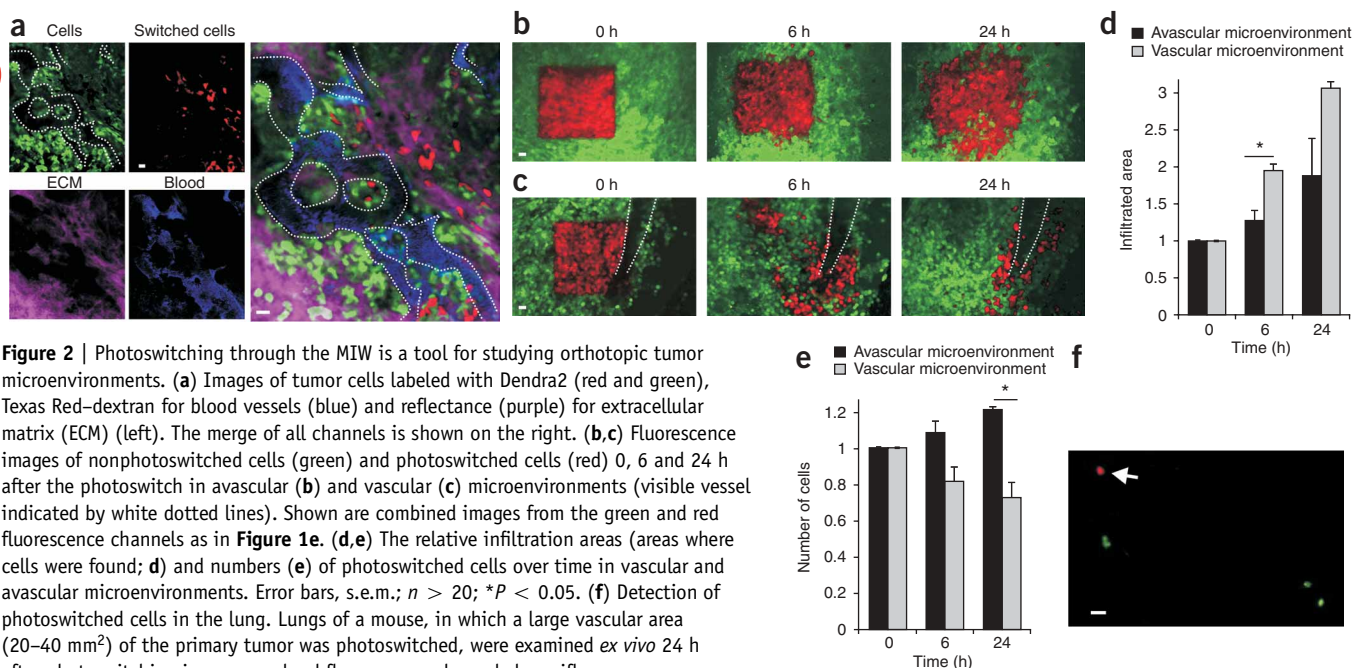 a
Cells
Switched cells
ECM
Blood
b
0 h
6 h
24 h
c
0 h
6 h
24 h
d
Avascular microenvironment
Vascular microenvironment
Infiltrated area
3
2.5
2
1.5
1
0.5
0
*
0
6
24
Time (h)
Figure 2 | Photoswitching through the MIW is a tool for studying orthotopic tumor
microenvironments. (a) Images of tumor cells labeled with Dendra2 (red and green),
Texas Red–dextran for blood vessels (blue) and reflectance (purple) for extracellular
matrix (ECM) (left). The merge of all channels is shown on the right. (b,c) Fluorescence
images of nonphotoswitched cells (green) and photoswitched cells (red) 0, 6 and 24 h
after the photoswitch in avascular (b) and vascular (c) microenvironments (visible vessel
indicated by white dotted lines). Shown are combined images from the green and red
fluorescence channels as in Figure 1e. (d,e) The relative infiltration areas (areas where
cells were found; d) and numbers (e) of photoswitched cells over time in vascular and
avascular microenvironments. Error bars, s.e.m.; n > 20; *P < 0.05. (f) Detection of
photoswitched cells in the lung. Lungs of a mouse, in which a large vascular area
(20–40 mm²) of the primary tumor was photoswitched, were examined ex vivo 24 h
e
Avascular microenvironment
Vascular microenvironment
Number of cells
1.2
1
0.8
0.6
0.4
0.2
0
*
0
6
24
Time (h)
f